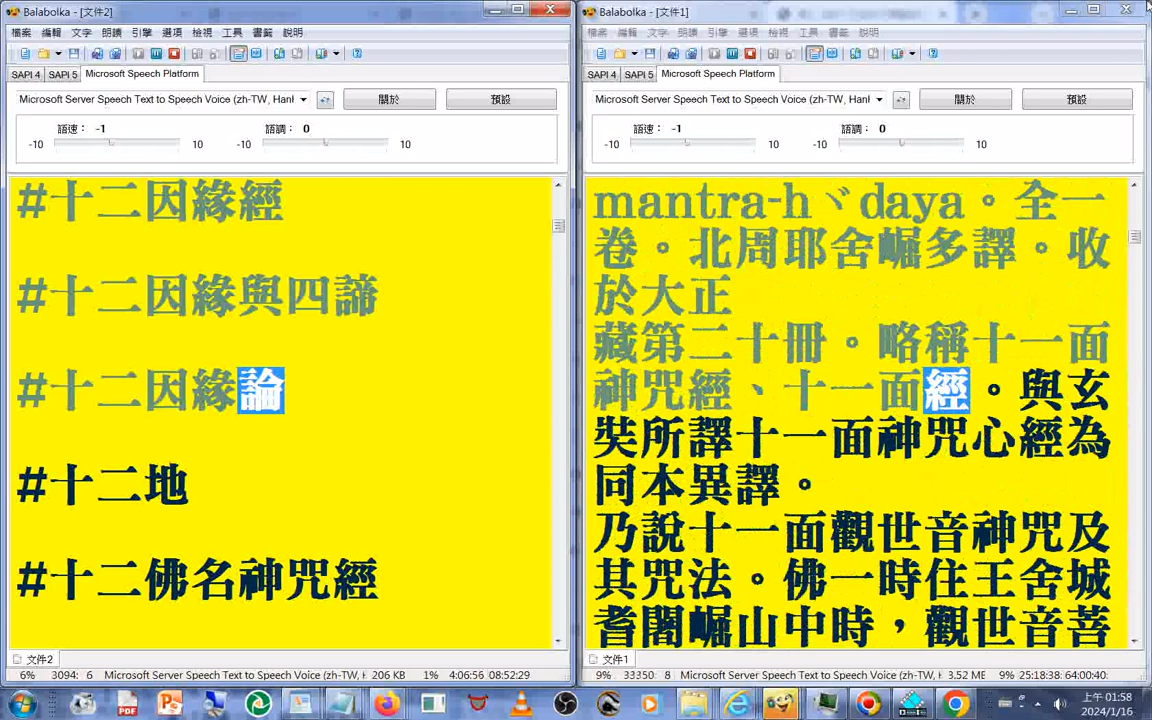 Balabolka - [文件2]
檔案 編輯 文字 朗讀 引擎 選項 檢視 工具 書籤 說明
SAPI 4 SAPI 5 Microsoft Speech Platform
Microsoft Server Speech Text to Speech Voice (zh-TW, Hanl
關於 預設
語速： -1 語調： 0
-10 10 -10 10
#十二因緣經
#十二因緣與四諦
#十二因緣論
#十二地
#十二佛名神咒經
文件2
6% 3094: 6 Microsoft Server Speech Text to Speech Voice (zh-TW, H 206 KB 1% 4:06:56 08:52:29
Balabolka - [文件1]
檔案 編輯 文字 朗讀 引擎 選項 檢視 工具 書籤 說明
SAPI 4 SAPI 5 Microsoft Speech Platform
Microsoft Server Speech Text to Speech Voice (zh-TW, Hanl
關於 預設
語速： -1 語調： 0
-10 10 -10 10
mantra-hヾdaya。全一
卷。北周耶舍崛多譯。收
於大正
藏第二十冊。略稱十一面
神咒經、十一面經。與玄
奘所譯十一面神咒心經為
同本異譯。
乃說十一面觀世音神咒及
其咒法。佛一時住王舍城
耆闍崛山中時，觀世音菩
文件1
9% 33350: 8 Microsoft Server Speech Text to Speech Voice (zh-TW, H 3.52 ME 9% 25:18:38: 64:00:40:
上午 01:58
2024/1/16